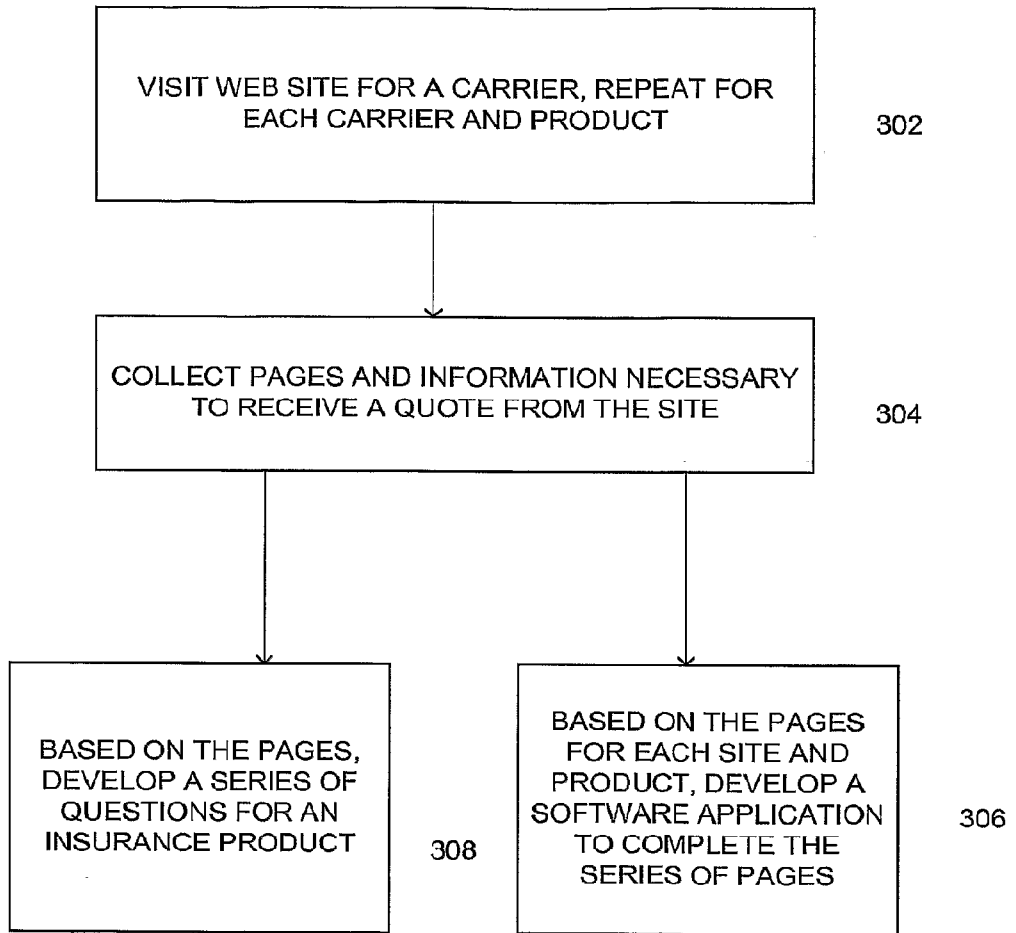 VISIT WEB SITE FOR A CARRIER, REPEAT FOR
EACH CARRIER AND PRODUCT
302
COLLECT PAGES AND INFORMATION NECESSARY
TO RECEIVE A QUOTE FROM THE SITE
304
BASED ON THE PAGES,
DEVELOP A SERIES OF
QUESTIONS FOR AN
INSURANCE PRODUCT
308
BASED ON THE PAGES
FOR EACH SITE AND
PRODUCT, DEVELOP A
SOFTWARE APPLICATION
TO COMPLETE THE
SERIES OF PAGES
306